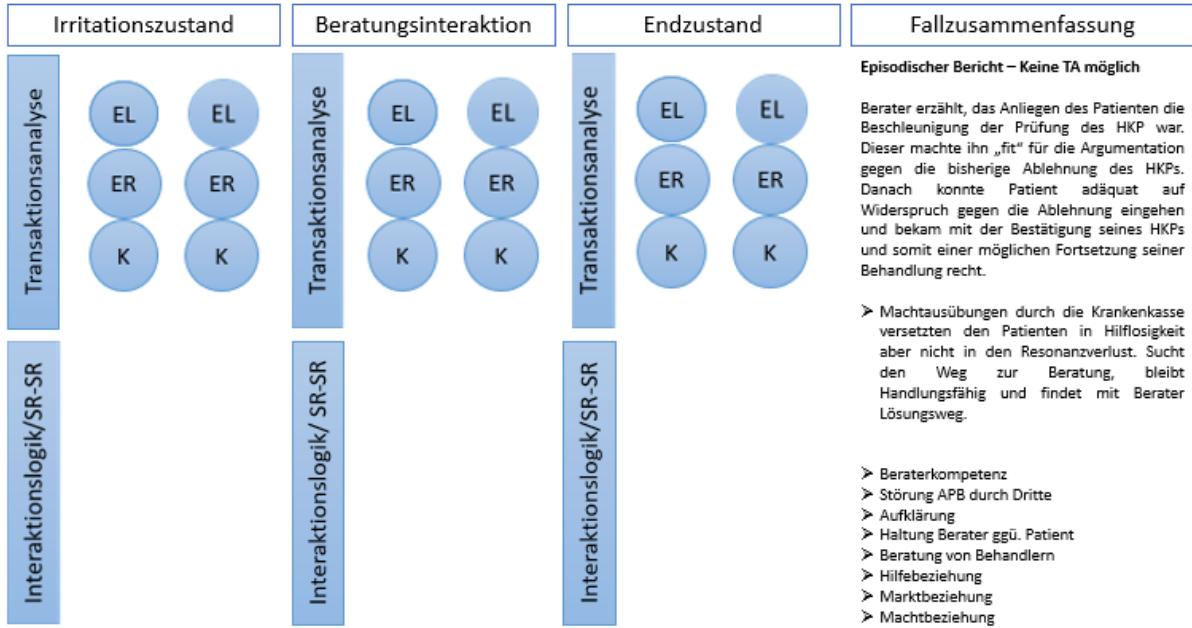 Irritationszustand
Beratungsinteraktion
Endzustand
Fallzusammenfassung
Transaktionsanalyse
EL EL
ER ER
K K
Transaktionsanalyse
EL EL
ER ER
K K
Transaktionsanalyse
EL EL
ER ER
K K
Interaktionslogik/SR-SR
Interaktionslogik/ SR-SR
Interaktionslogik/SR-SR
Episodischer Bericht – Keine TA möglich
Berater erzählt, das Anliegen des Patienten die
Beschleunigung der Prüfung des HKP war.
Dieser machte ihn „fit“ für die Argumentation
gegen die bisherige Ablehnung des HKPs.
Danach konnte Patient adäquat auf
Widerspruch gegen die Ablehnung eingehen
und bekam mit der Bestätigung seines HKPs
und somit einer möglichen Fortsetzung seiner
Behandlung recht.
➢ Machtausübungen durch die Krankenkasse
versetzten den Patienten in Hilflosigkeit
aber nicht in den Resonanzverlust. Sucht
den Weg zur Beratung, bleibt
Handlungsfähig und findet mit Berater
Lösungsweg.
➢ Beraterkompetenz
➢ Störung APB durch Dritte
➢ Aufklärung
➢ Haltung Berater ggü. Patient
➢ Beratung von Behandlern
➢ Hilfebeziehung
➢ Marktbeziehung
➢ Machtbeziehung